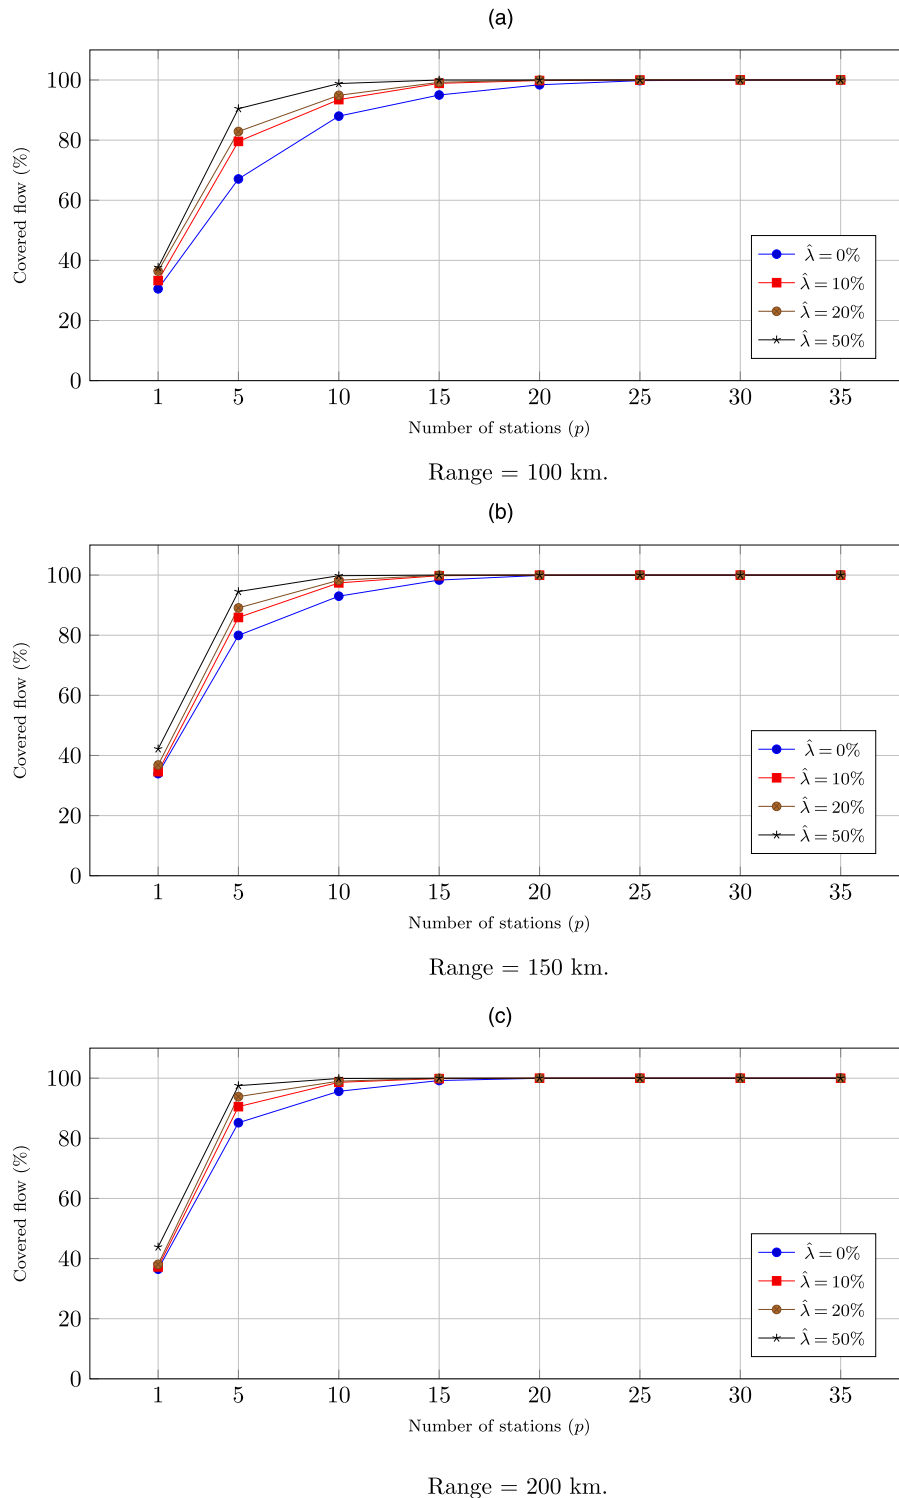 (a)
Covered flow (%)
100
80
60
40
20
0
λ̂ = 0%
λ̂ = 10%
λ̂ = 20%
λ̂ = 50%
1 5 10 15 20 25 30 35
Number of stations (p)
Range = 100 km.
(b)
Covered flow (%)
100
80
60
40
20
0
λ̂ = 0%
λ̂ = 10%
λ̂ = 20%
λ̂ = 50%
1 5 10 15 20 25 30 35
Number of stations (p)
Range = 150 km.
(c)
Covered flow (%)
100
80
60
40
20
0
λ̂ = 0%
λ̂ = 10%
λ̂ = 20%
λ̂ = 50%
1 5 10 15 20 25 30 35
Number of stations (p)
Range = 200 km.